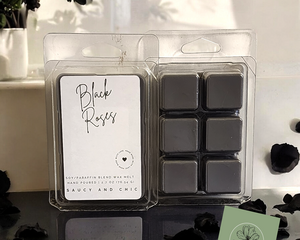 Black
Roses
SOY/PARAFFIN BLEND WAX MELT
HAND POURED |
SAUCY AND CHIC